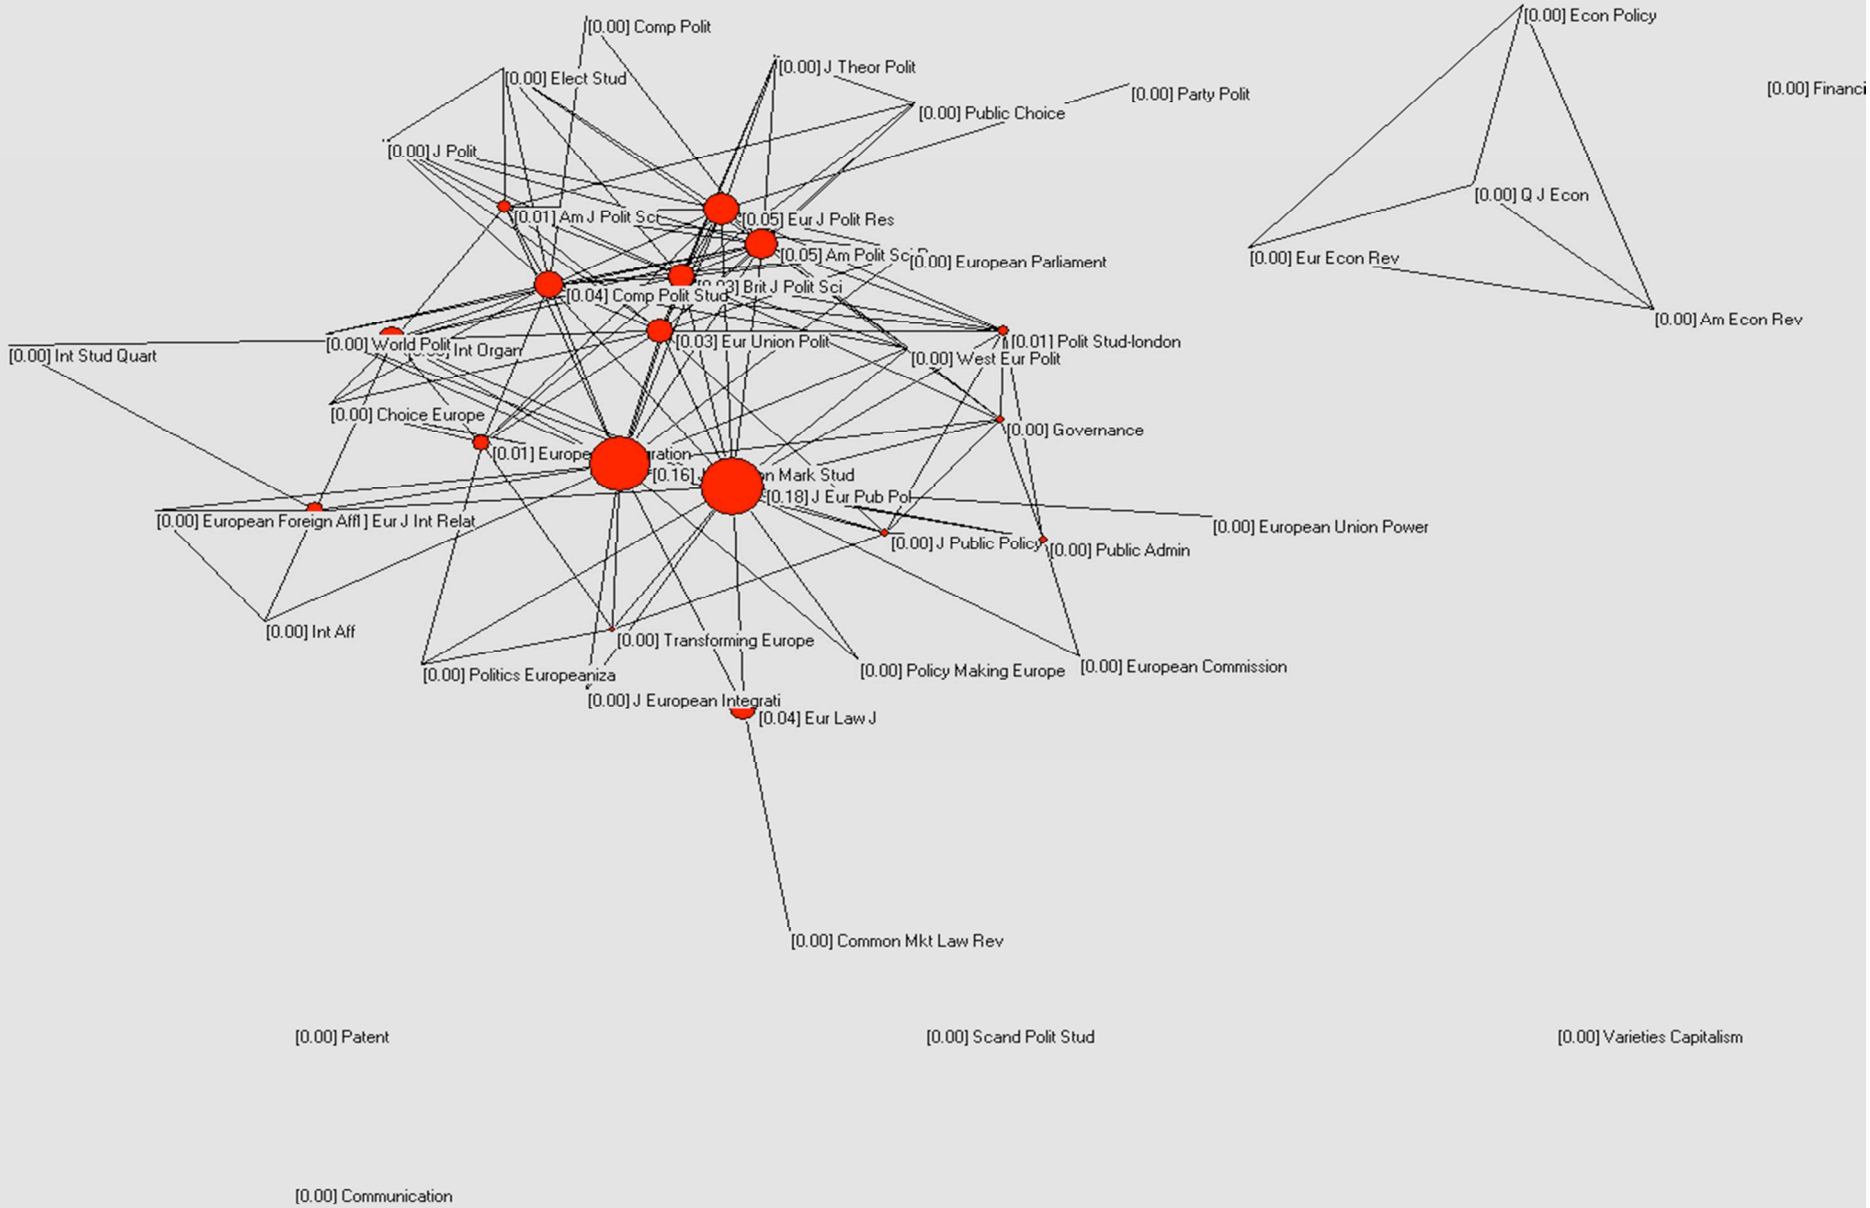 [0.00] Econ Policy
[0.00] Comp Polit
[0.00] J Theor Polit
[0.00] Elect Stud
[0.00] Financi
[0.00] Party Polit
[0.00] Public Choice
[0.00] J Polit
[0.00] Q J Econ
[0.01] Am J Polit Sci
[0.05] Eur J Polit Res
[0.05] Am Polit Sc
[0.00] European Parliament
[0.00] Eur Econ Rev
Brit J Polit Sci
[0.04] Comp Polit Stud
[0.00] Am Econ Rev
[0.03] Eur Union Polit
[0.01] Polit Stud-london
[0.00] World Polit
Int Organ
[0.00] Int Stud Quart
[0.00] West Eur Polit
[0.00] Choice Europe
[0.00] Governance
[0.01] Europe
ration
[0.16] J
n Mark Stud
[0.18] J Eur Pub Pol
[0.00] European Foreign Affl
] Eur J Int Relat
[0.00] European Union Power
[0.00] J Public Policy
[0.00] Public Admin
[0.00] Int Aff
[0.00] Transforming Europe
[0.00] European Commission
[0.00] Policy Making Europe
[0.00] Politics Europeaniza
[0.00] J European Integrati
[0.04] Eur Law J
[0.00] Common Mkt Law Rev
[0.00] Patent
[0.00] Scand Polit Stud
[0.00] Varieties Capitalism
[0.00] Communication